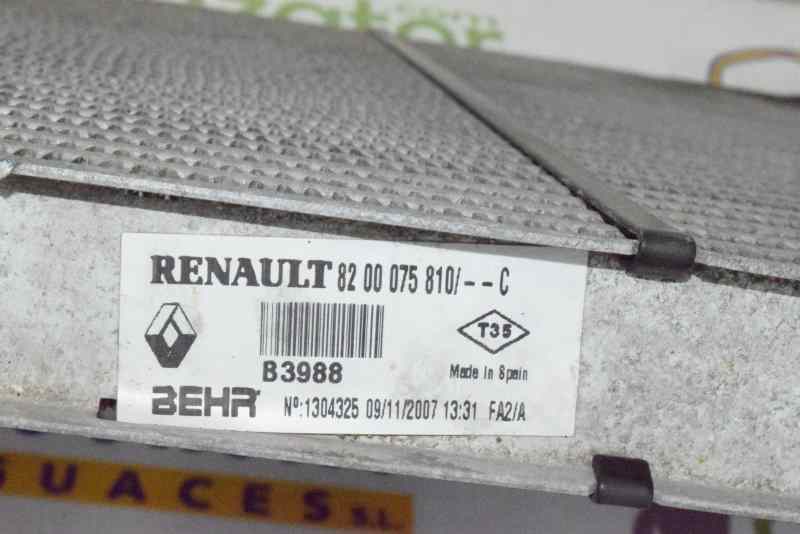 RENAULT 82 00 075 810/--C
T35
B3988
Made In Spain
BEHR Nº:1304325 09/11/2007 13:31 FA2/A
SUACES S.L.